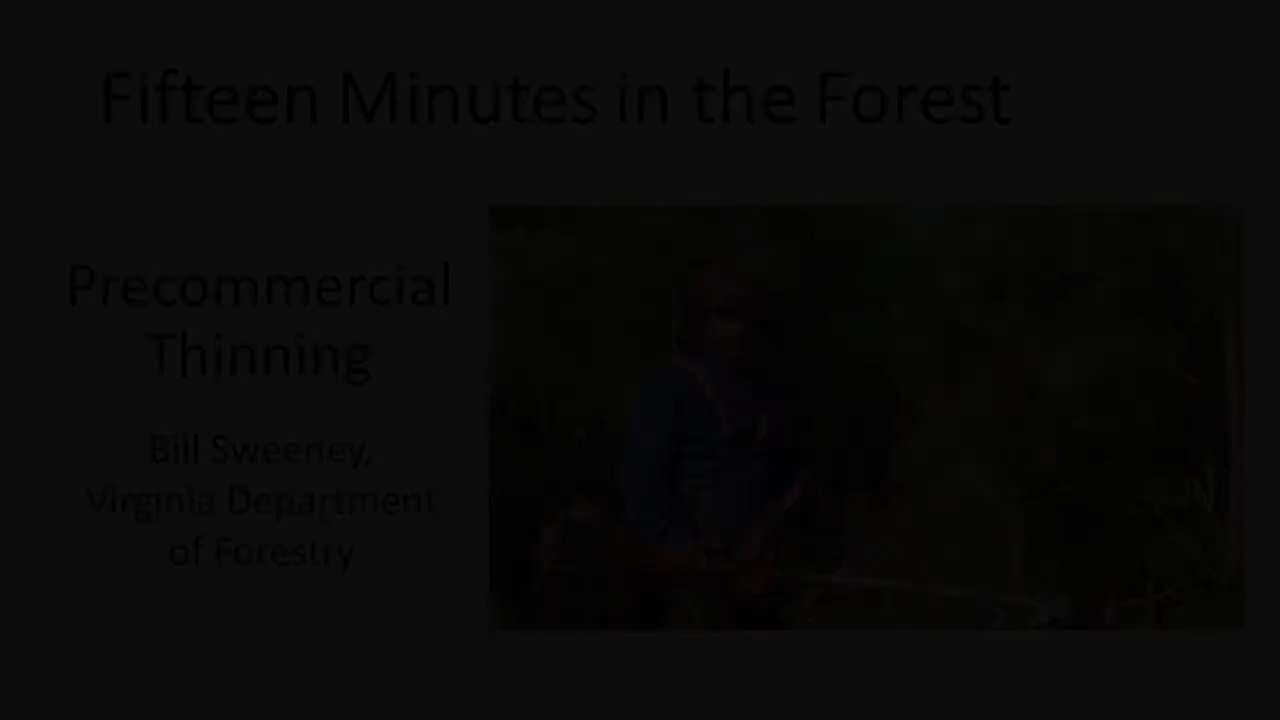 Fifteen Minutes in the Forest
Precommercial
Thinning
Bill Sweeney,
Virginia Department
of Forestry